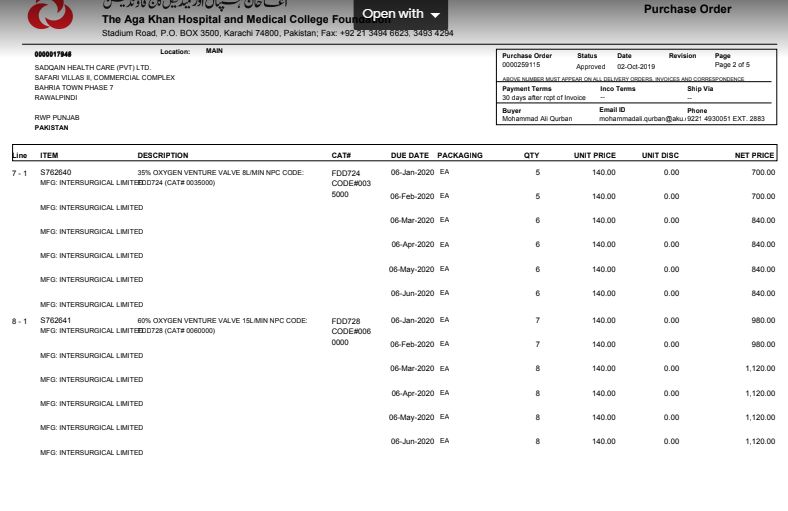 Open with
Purchase Order
The Aga Khan Hospital and Medical College Foundation
Stadium Road, P.O. BOX 3500, Karachi 74800, Pakistan; Fax: +92 21 3494 6623, 3493 4294
0000017946 Location: MAIN
SADQAIN HEALTH CARE (PVT) LTD.
SAFARI VILLAS II, COMMERCIAL COMPLEX
BAHRIA TOWN PHASE 7
RAWALPINDI
RWP PUNJAB
PAKISTAN
Purchase Order Status Date Revision Page
0000259115 Approved 02-Oct-2019 Page 2 of 5
ABOVE NUMBER MUST APPEAR ON ALL DELIVERY ORDERS, INVOICES AND CORRESPONDENCE
Payment Terms Inco Terms Ship Via
30 days after rcpt of Invoice -- --
Buyer Email ID Phone
Mohammad Ali Qurban mohammadali.qurban@aku. 9221 4930051 EXT. 2883
Line ITEM DESCRIPTION CAT# DUE DATE PACKAGING QTY UNIT PRICE UNIT DISC NET PRICE
7 - 1 S762640 35% OXYGEN VENTURE VALVE 8L/MIN NPC CODE: FDD724 06-Jan-2020 EA 5 140.00 0.00 700.00
MFG: INTERSURGICAL LIMITED FDD724 (CAT# 0035000) CODE#003
5000 06-Feb-2020 EA 5 140.00 0.00 700.00
MFG: INTERSURGICAL LIMITED
06-Mar-2020 EA 6 140.00 0.00 840.00
MFG: INTERSURGICAL LIMITED
06-Apr-2020 EA 6 140.00 0.00 840.00
MFG: INTERSURGICAL LIMITED
06-May-2020 EA 6 140.00 0.00 840.00
MFG: INTERSURGICAL LIMITED
06-Jun-2020 EA 6 140.00 0.00 840.00
MFG: INTERSURGICAL LIMITED
8 - 1 S762641 60% OXYGEN VENTURE VALVE 15L/MIN NPC CODE: FDD728 06-Jan-2020 EA 7 140.00 0.00 980.00
MFG: INTERSURGICAL LIMITED FDD728 (CAT# 0060000) CODE#006
0000 06-Feb-2020 EA 7 140.00 0.00 980.00
MFG: INTERSURGICAL LIMITED
06-Mar-2020 EA 8 140.00 0.00 1,120.00
MFG: INTERSURGICAL LIMITED
06-Apr-2020 EA 8 140.00 0.00 1,120.00
MFG: INTERSURGICAL LIMITED
06-May-2020 EA 8 140.00 0.00 1,120.00
MFG: INTERSURGICAL LIMITED
06-Jun-2020 EA 8 140.00 0.00 1,120.00
MFG: INTERSURGICAL LIMITED